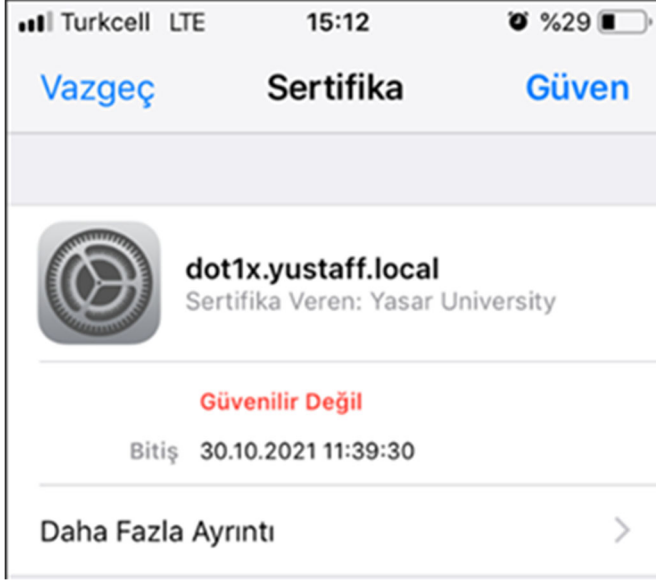 Turkcell LTE 15:12 %29
Vazgeç Sertifika Güven
dot1x.yustaff.local
Sertifika Veren: Yasar University
Güvenilir Değil
Bitiş 30.10.2021 11:39:30
Daha Fazla Ayrıntı